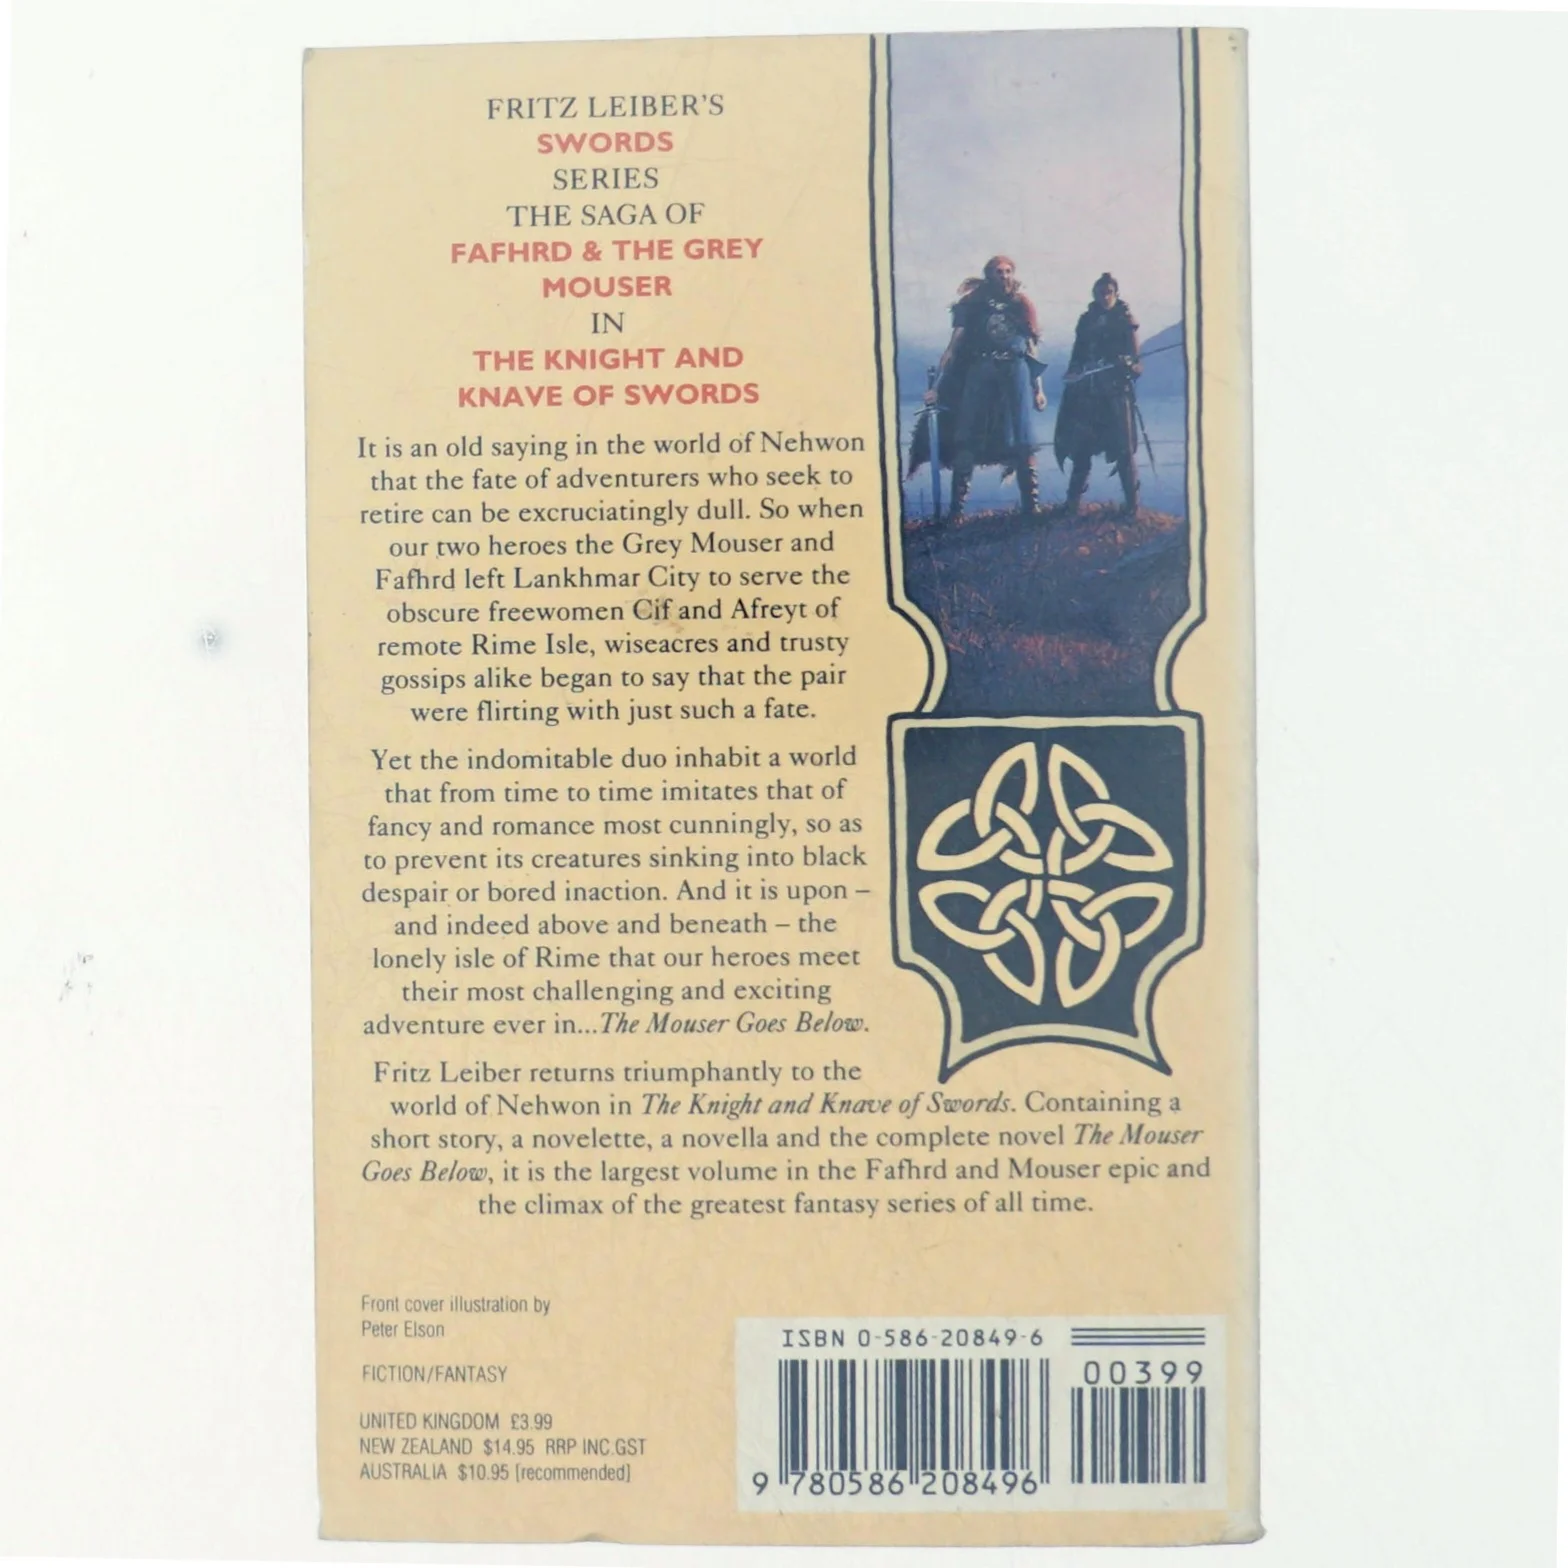 FRITZ LEIBER'S
SWORDS
SERIES
THE SAGA OF
FAFHRD & THE GREY
MOUSER
IN
THE KNIGHT AND
KNAVE OF SWORDS
It is an old saying in the world of Nehwon
that the fate of adventurers who seek to
retire can be excruciatingly dull. So when
our two heroes the Grey Mouser and
Fafhrd left Lankhmar City to serve the
obscure freewomen Cif and Afreyt of
remote Rime Isle, wiseacres and trusty
gossips alike began to say that the pair
were flirting with just such a fate.
Yet the indomitable duo inhabit a world
that from time to time imitates that of
fancy and romance most cunningly, so as
to prevent its creatures sinking into black
despair or bored inaction. And it is upon –
and indeed above and beneath – the
lonely isle of Rime that our heroes meet
their most challenging and exciting
adventure ever in...The Mouser Goes Below.
Fritz Leiber returns triumphantly to the
world of Nehwon in The Knight and Knave of Swords. Containing a
short story, a novelette, a novella and the complete novel The Mouser
Goes Below, it is the largest volume in the Fafhrd and Mouser epic and
the climax of the greatest fantasy series of all time.
Front cover illustration by
Peter Elson
FICTION/FANTASY
UNITED KINGDOM £3.99
NEW ZEALAND $14.95 RRP INC.GST
AUSTRALIA $10.95 [recommended]
ISBN 0-586-20849-6
00399
9 780586 208496